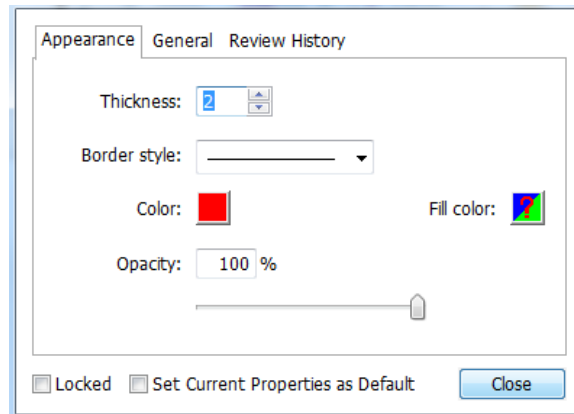 Appearance General Review History
Thickness: 2
Border style:
Color: Fill color: ?
Opacity: 100 %
Locked Set Current Properties as Default Close